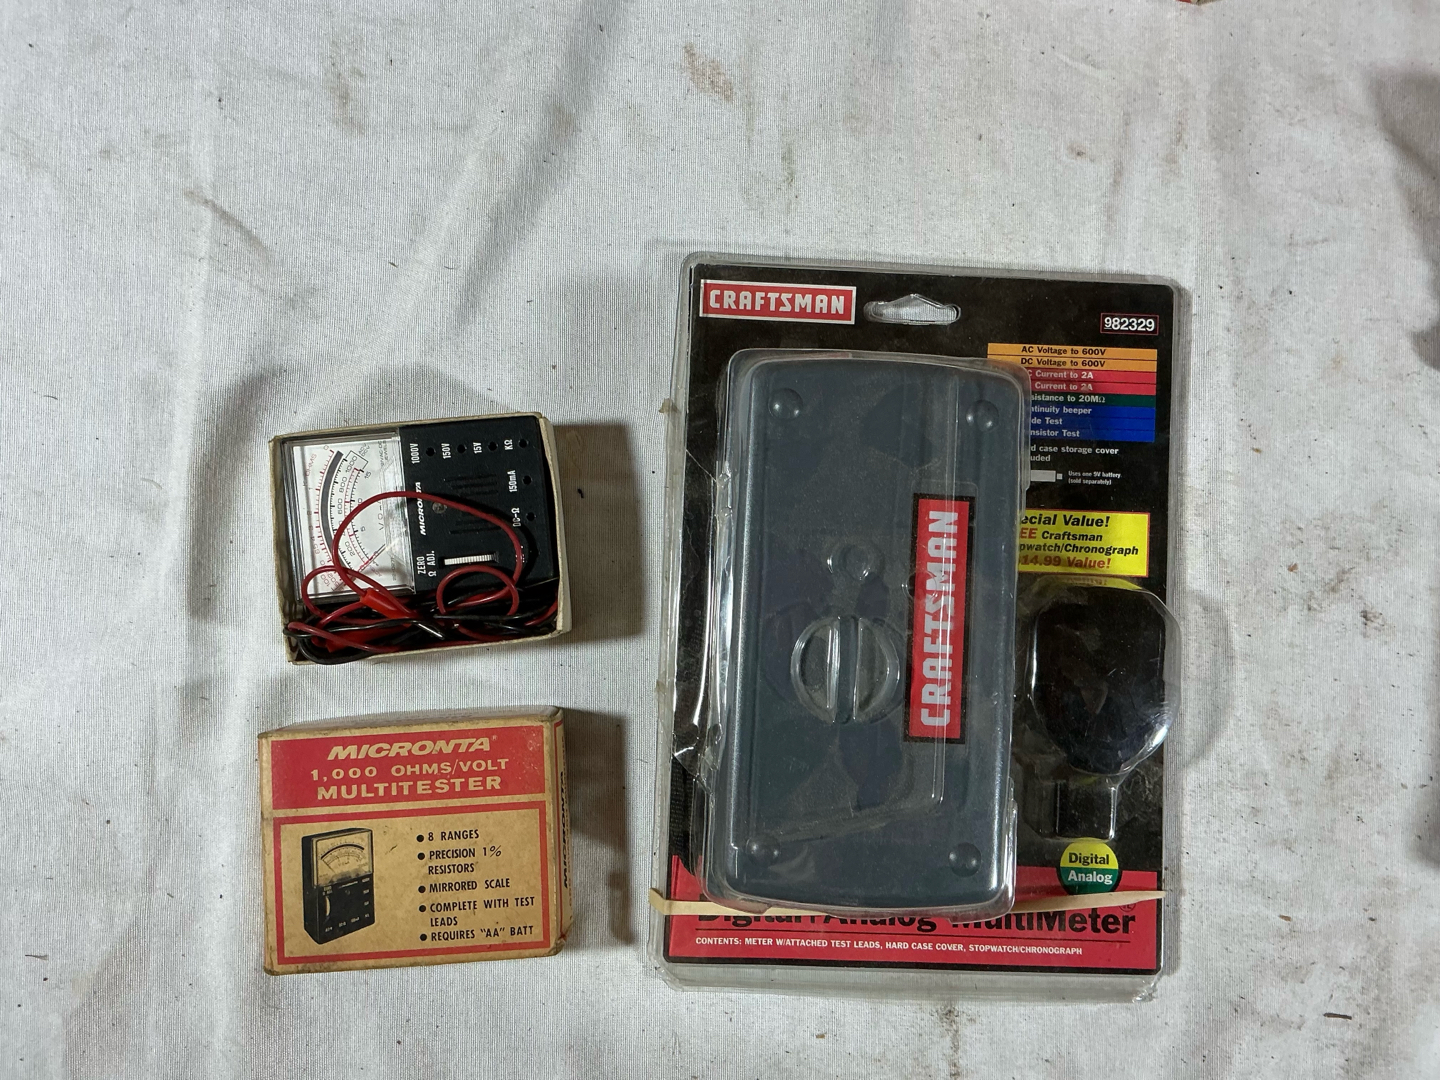 CRAFTSMAN
982329
AC Voltage to 600V
DC Voltage to 600V
Current to 2A
Current to 2A
sistance to 20MΩ
ntinuity beeper
de Test
nsistor Test
d case storage cover
uded
Uses one 9V battery
(sold separately)
ecial Value!
EE Craftsman
pwatch/Chronograph
14.99 Value!
CRAFTSMAN
Digital
Analog
Digital+Analog MultiMeter
CONTENTS: METER W/ATTACHED TEST LEADS, HARD CASE COVER, STOPWATCH/CHRONOGRAPH
1000V
150V
15V
KΩ
150mA
MICRONTA
DC-Ω
ZERO
Ω ADJ.
MICRONTA®
1,000 OHMS/VOLT
MULTITESTER
● 8 RANGES
● PRECISION 1%
RESISTORS
● MIRRORED SCALE
● COMPLETE WITH TEST
LEADS
● REQUIRES "AA" BATT
MICRONTA